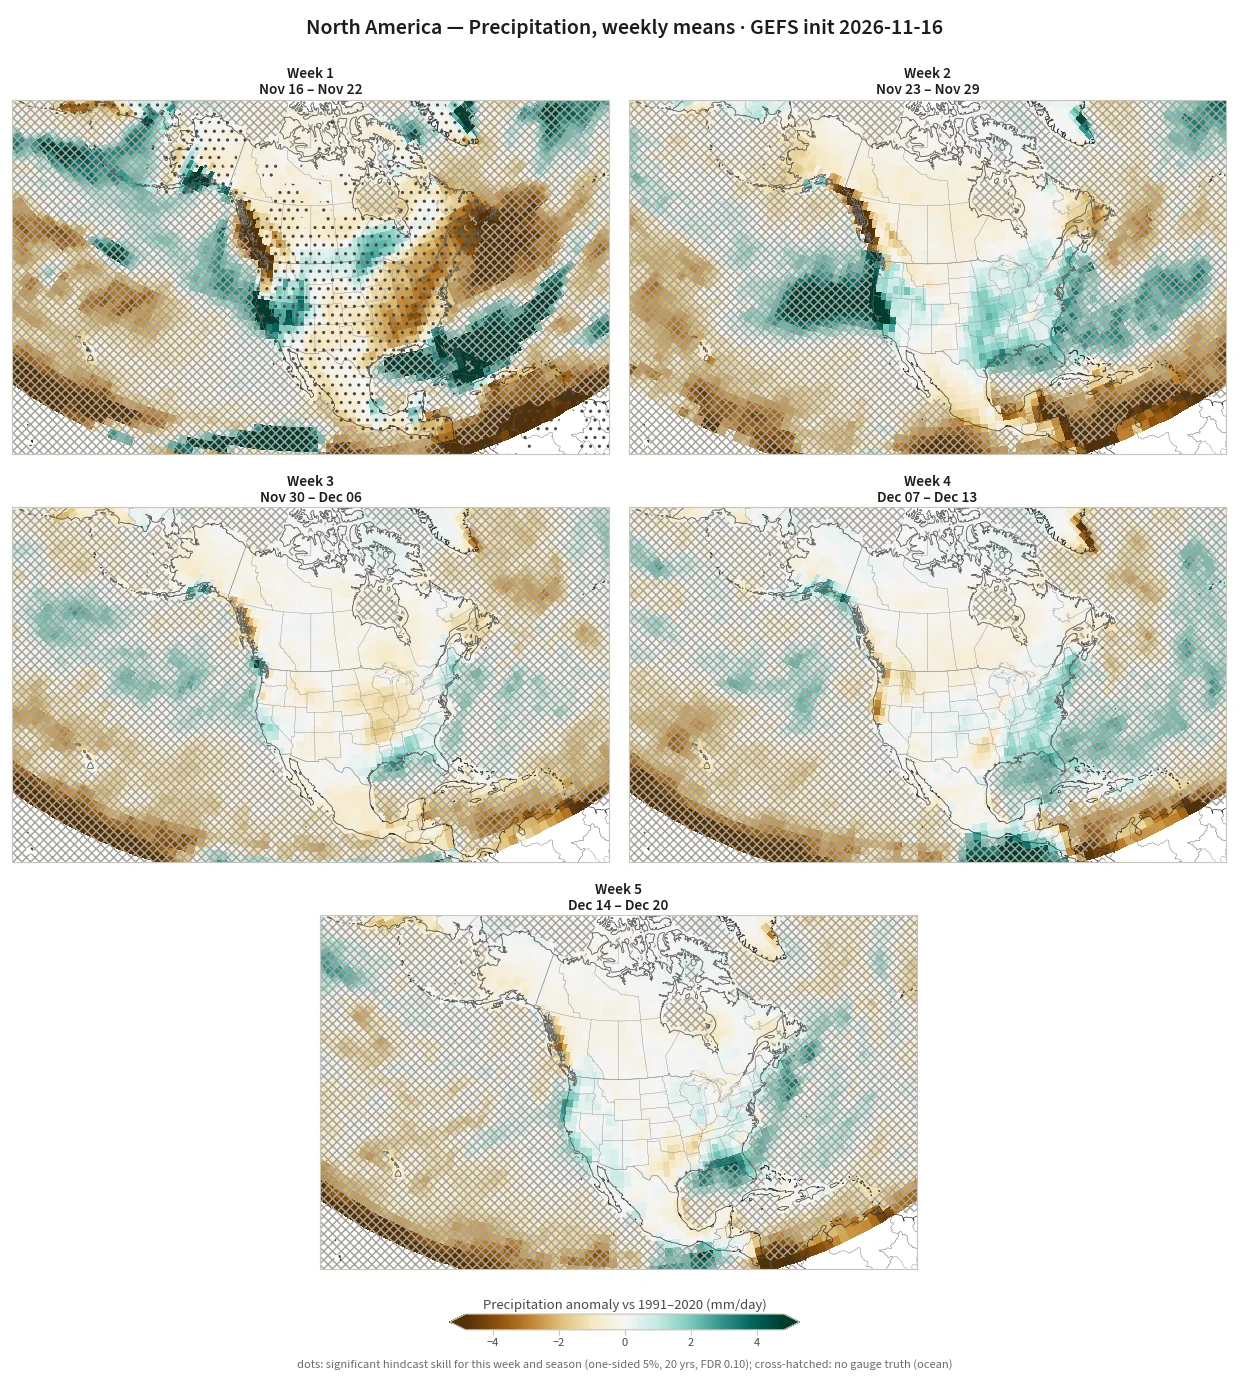 North America — Precipitation, weekly means · GEFS init 2026-11-16
Week 1
Nov 16 – Nov 22
Week 2
Nov 23 – Nov 29
Week 3
Nov 30 – Dec 06
Week 4
Dec 07 – Dec 13
Week 5
Dec 14 – Dec 20
Precipitation anomaly vs 1991–2020 (mm/day)
−4 −2 0 2 4
dots: significant hindcast skill for this week and season (one-sided 5%, 20 yrs, FDR 0.10); cross-hatched: no gauge truth (ocean)